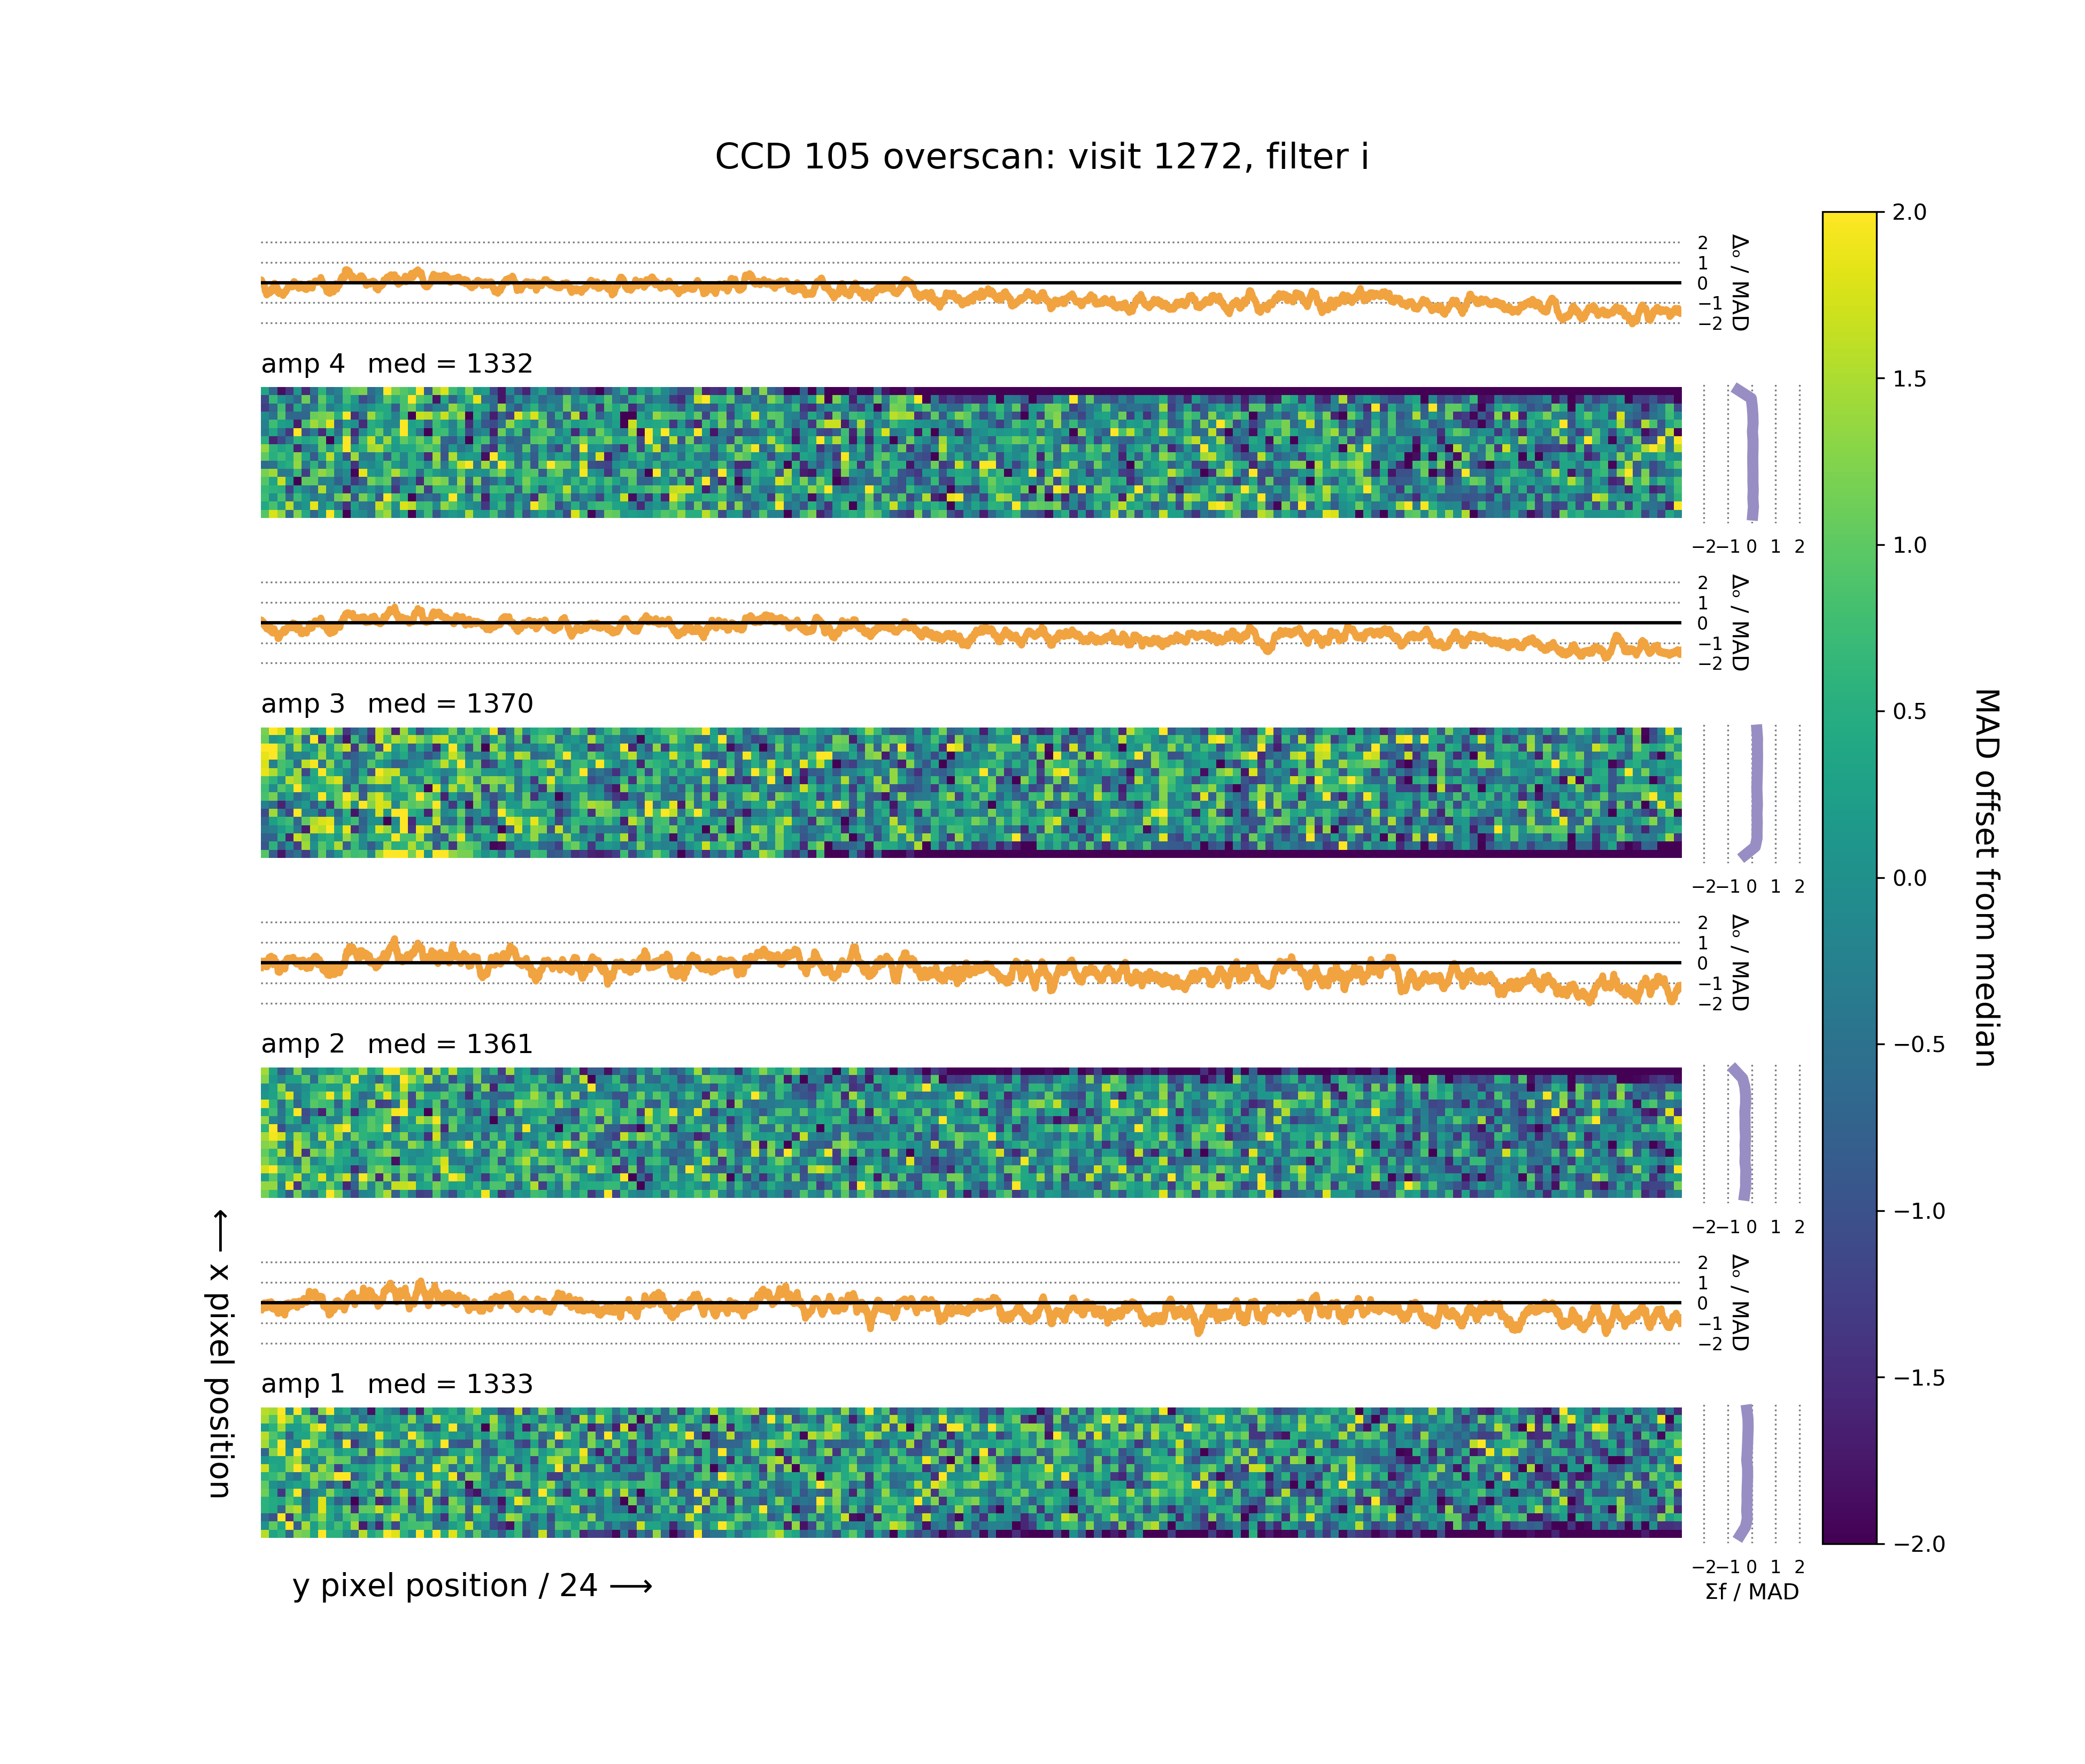 CCD 105 overscan: visit 1272, filter i
2
1
0
−1
−2
Δₒ / MAD
amp 4 med = 1332
−2 −1 0 1 2
2
1
0
−1
−2
Δₒ / MAD
amp 3 med = 1370
−2 −1 0 1 2
2
1
0
−1
−2
Δₒ / MAD
amp 2 med = 1361
−2 −1 0 1 2
2
1
0
−1
−2
Δₒ / MAD
amp 1 med = 1333
−2 −1 0 1 2
Σf / MAD
y pixel position / 24 ⟶
⟵ x pixel position
2.0
1.5
1.0
0.5
0.0
−0.5
−1.0
−1.5
−2.0
MAD offset from median